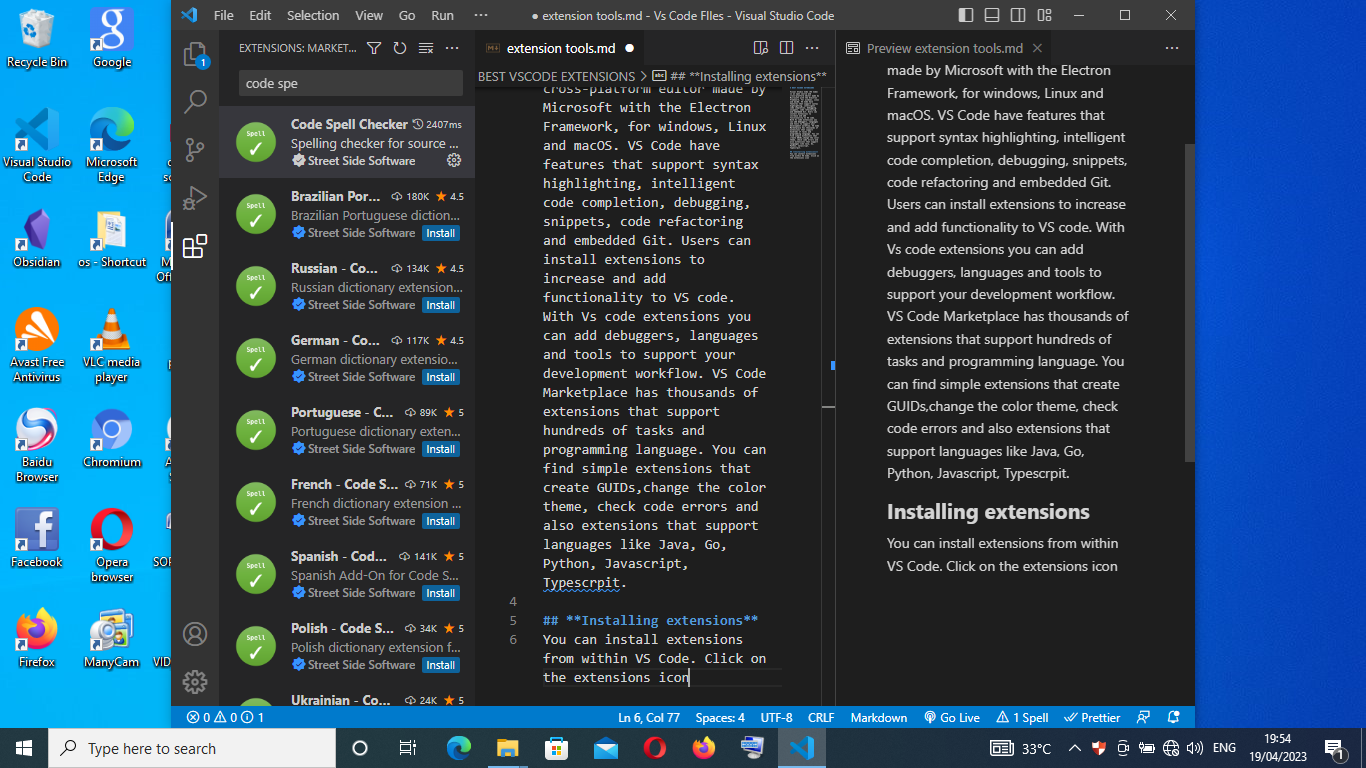 Recycle Bin
Google
Visual Studio Code
Microsoft Edge
Obsidian
os - Shortcut
Avast Free Antivirus
VLC media player
Baidu Browser
Chromium
Facebook
Opera browser
Firefox
ManyCam
File Edit Selection View Go Run ···
● extension tools.md - Vs Code FIles - Visual Studio Code
1
EXTENSIONS: MARKET...
code spe
Spell
Code Spell Checker 2407ms
Spelling checker for source ...
Street Side Software
Spell
Brazilian Por... 180K ★ 4.5
Brazilian Portuguese diction...
Street Side Software Install
Spell
Russian - Co... 134K ★ 4.5
Russian dictionary extension...
Street Side Software Install
Spell
German - Co... 117K ★ 4.5
German dictionary extensio...
Street Side Software Install
Spell
Portuguese - C... 89K ★ 5
Portuguese dictionary exten...
Street Side Software Install
Spell
French - Code S... 71K ★ 5
French dictionary extension ...
Street Side Software Install
Spell
Spanish - Cod... 141K ★ 5
Spanish Add-On for Code S...
Street Side Software Install
Spell
Polish - Code S... 34K ★ 5
Polish dictionary extension f...
Street Side Software Install
Ukrainian - Co... 24K ★ 5
extension tools.md ●
BEST VSCODE EXTENSIONS > ## **Installing extensions**
cross-platform editor made by
Microsoft with the Electron
Framework, for windows, Linux
and macOS. VS Code have
features that support syntax
highlighting, intelligent
code completion, debugging,
snippets, code refactoring
and embedded Git. Users can
install extensions to
increase and add
functionality to VS code.
With Vs code extensions you
can add debuggers, languages
and tools to support your
development workflow. VS Code
Marketplace has thousands of
extensions that support
hundreds of tasks and
programming language. You can
find simple extensions that
create GUIDs,change the color
theme, check code errors and
also extensions that support
languages like Java, Go,
Python, Javascript,
Typescrpit.
4
5 ## **Installing extensions**
6 You can install extensions
from within VS Code. Click on
the extensions icon
Preview extension tools.md
made by Microsoft with the Electron
Framework, for windows, Linux and
macOS. VS Code have features that
support syntax highlighting, intelligent
code completion, debugging, snippets,
code refactoring and embedded Git.
Users can install extensions to increase
and add functionality to VS code. With
Vs code extensions you can add
debuggers, languages and tools to
support your development workflow.
VS Code Marketplace has thousands of
extensions that support hundreds of
tasks and programming language. You
can find simple extensions that create
GUIDs,change the color theme, check
code errors and also extensions that
support languages like Java, Go,
Python, Javascript, Typescrpit.
Installing extensions
You can install extensions from within
VS Code. Click on the extensions icon
0 0 1
Ln 6, Col 77 Spaces: 4 UTF-8 CRLF Markdown Go Live 1 Spell Prettier
Type here to search
33°C ENG
19:54
19/04/2023
1